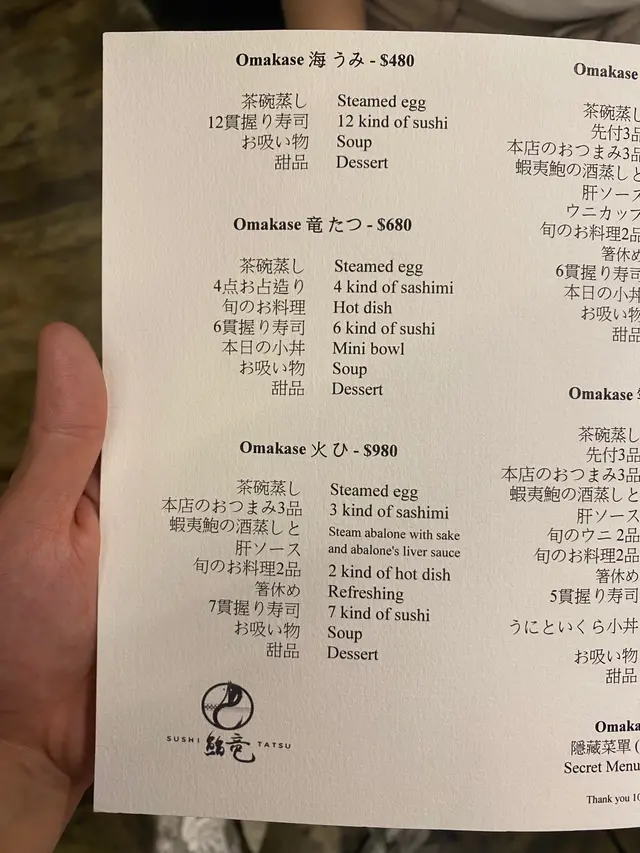 Omakase 海 うみ - $480
茶碗蒸し Steamed egg
12貫握り寿司 12 kind of sushi
お吸い物 Soup
甜品 Dessert
Omakase 竜 たつ - $680
茶碗蒸し Steamed egg
4点お占造り 4 kind of sashimi
旬のお料理 Hot dish
6貫握り寿司 6 kind of sushi
本日の小丼 Mini bowl
お吸い物 Soup
甜品 Dessert
Omakase 火 ひ - $980
茶碗蒸し Steamed egg
本店のおつまみ3品 3 kind of sashimi
蝦夷鮑の酒蒸しと Steam abalone with sake
肝ソース and abalone's liver sauce
旬のお料理2品 2 kind of hot dish
箸休め Refreshing
7貫握り寿司 7 kind of sushi
お吸い物 Soup
甜品 Dessert
SUSHI 鮨竜 TATSU
Omakase
茶碗蒸し
先付3品
本店のおつまみ3品
蝦夷鮑の酒蒸しと
肝ソース
ウニカップ
旬のお料理2品
箸休め
6貫握り寿司
本日の小丼
お吸い物
甜品
Omakase
茶碗蒸し
先付3品
本店のおつまみ3品
蝦夷鮑の酒蒸しと
肝ソース
旬のウニ 2品
旬のお料理2品
箸休め
5貫握り寿司
うにといくら小丼
お吸い物
甜品
Omaka
隱藏菜單 (
Secret Menu
Thank you 10